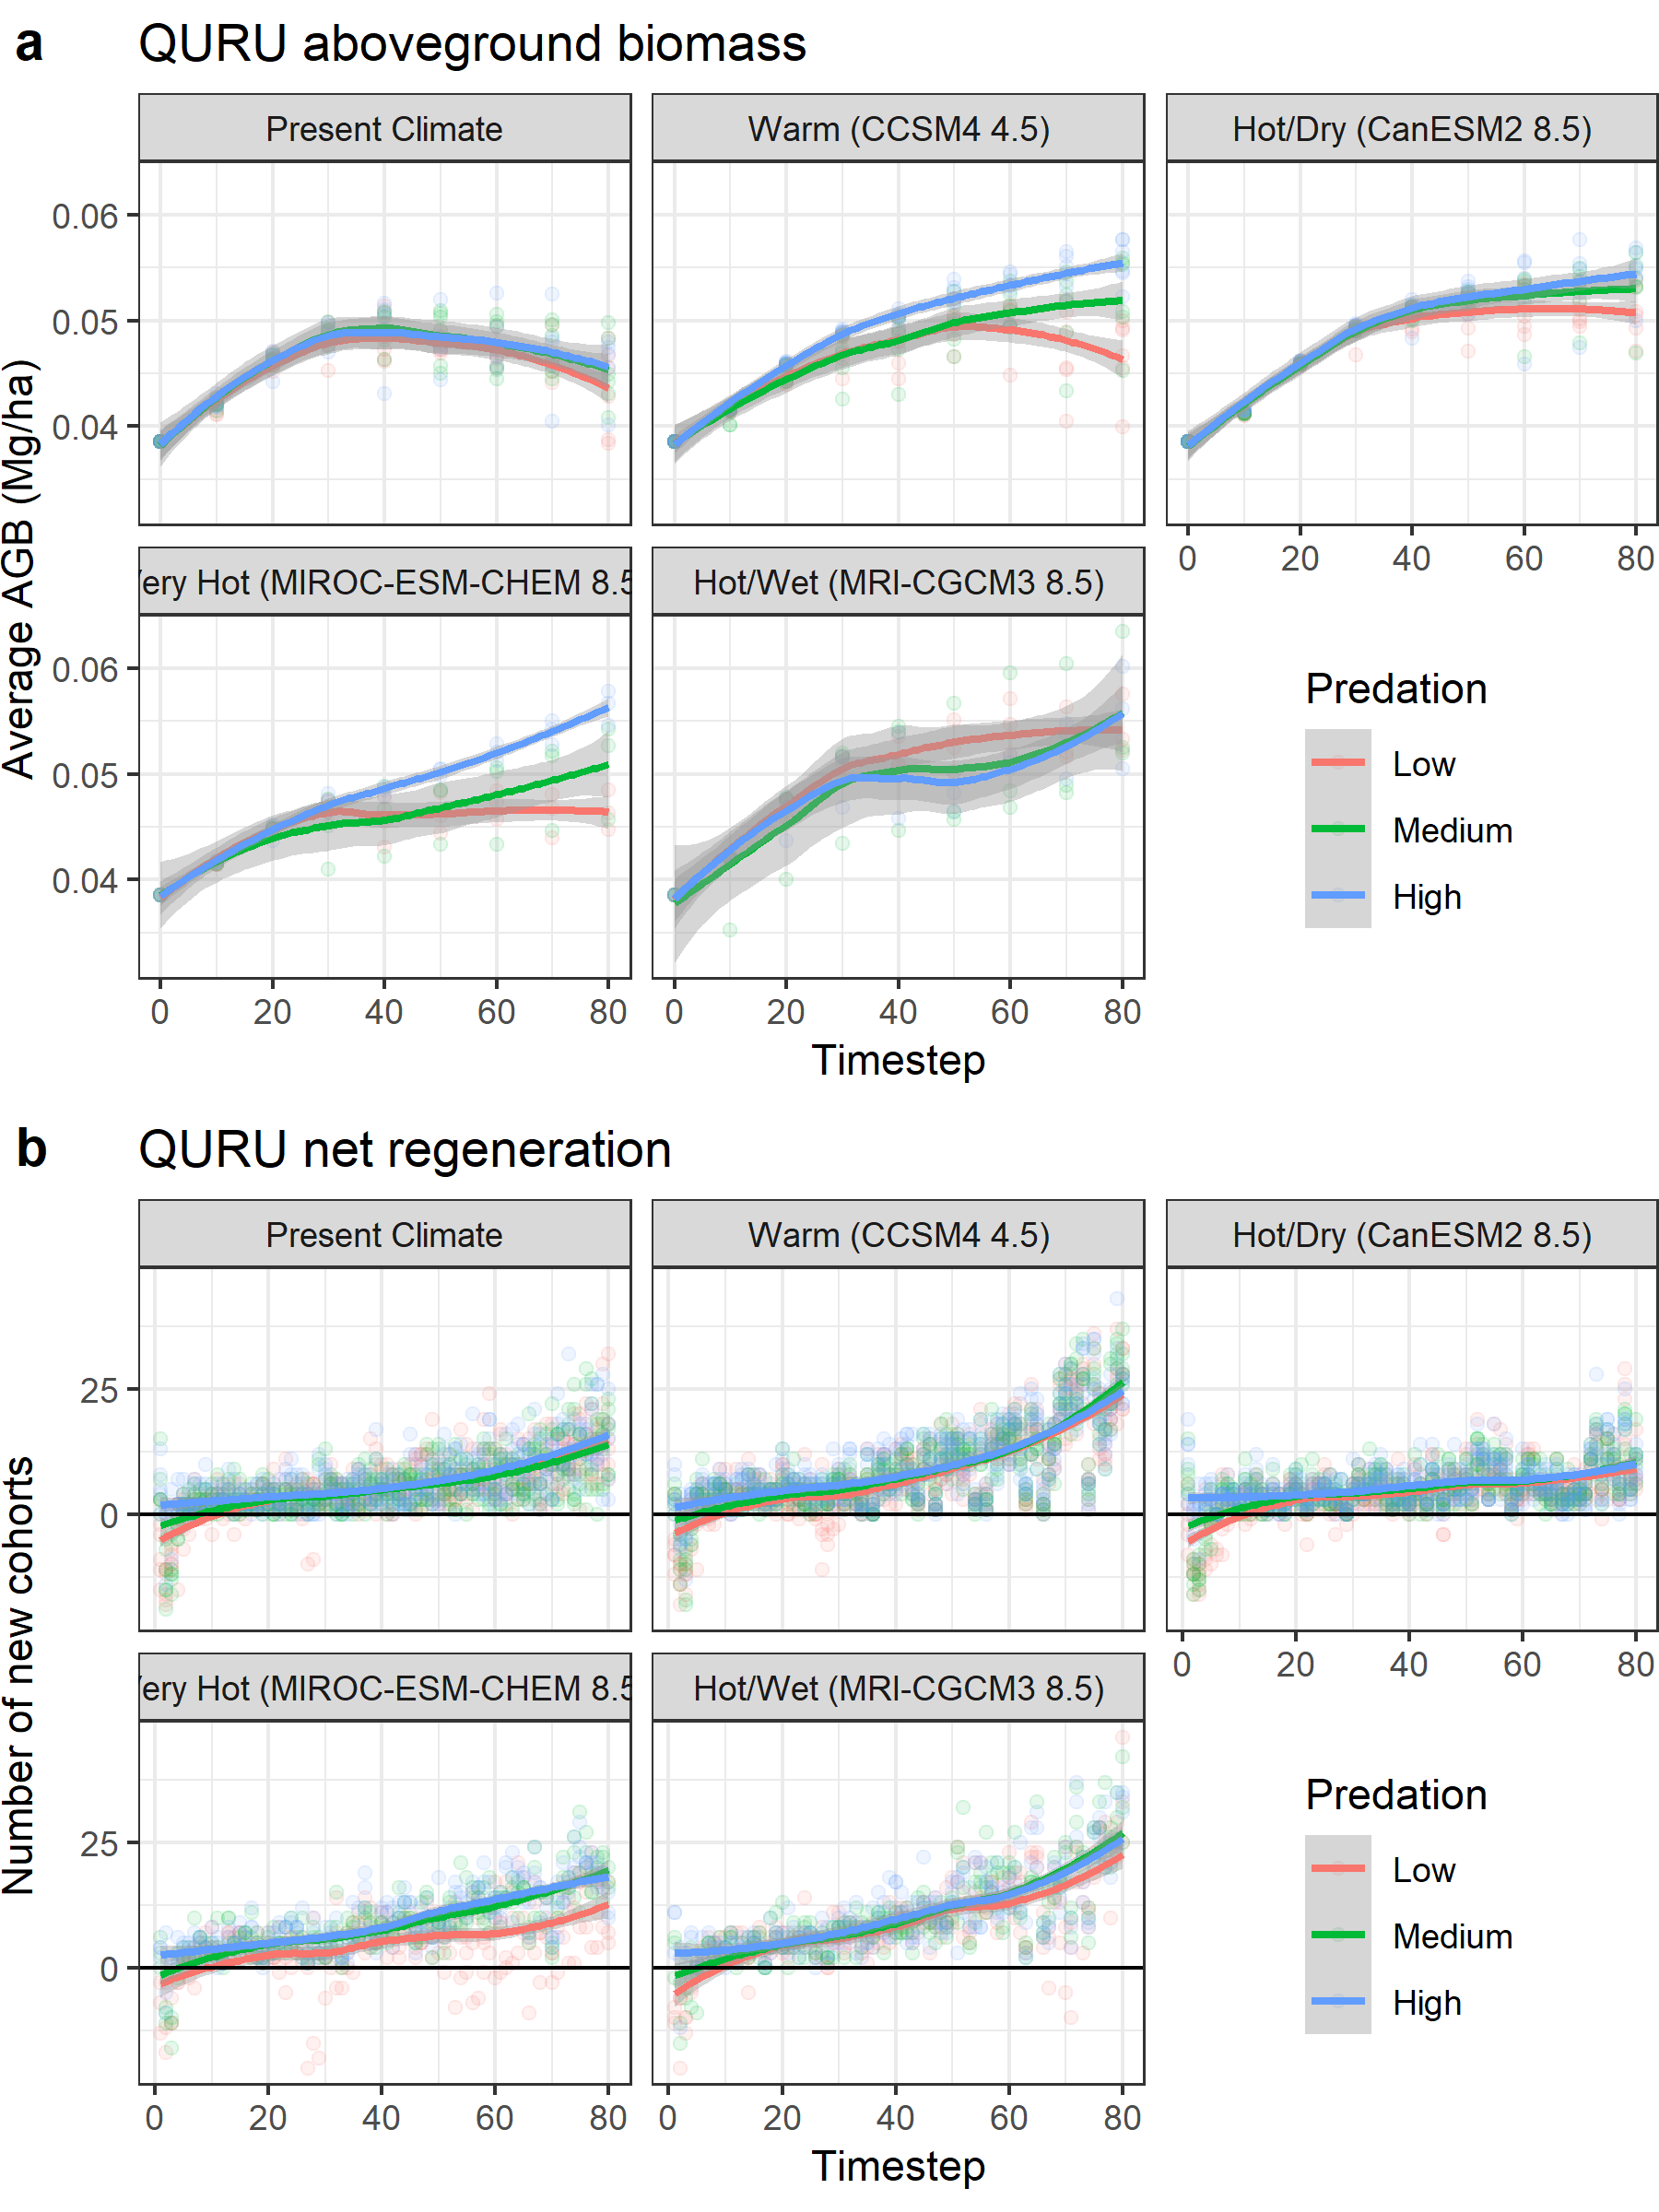 a QURU aboveground biomass
Present Climate
Warm (CCSM4 4.5)
Hot/Dry (CanESM2 8.5)
0.06
0.05
0.04
0 20 40 60 80
ery Hot (MIROC-ESM-CHEM 8.5
Hot/Wet (MRI-CGCM3 8.5)
0.06
0.05
0.04
0 20 40 60 80
0 20 40 60 80
Average AGB (Mg/ha)
Timestep
Predation
Low
Medium
High
b QURU net regeneration
Present Climate
Warm (CCSM4 4.5)
Hot/Dry (CanESM2 8.5)
25
0
0 20 40 60 80
ery Hot (MIROC-ESM-CHEM 8.5
Hot/Wet (MRI-CGCM3 8.5)
25
0
0 20 40 60 80
0 20 40 60 80
Number of new cohorts
Timestep
Predation
Low
Medium
High